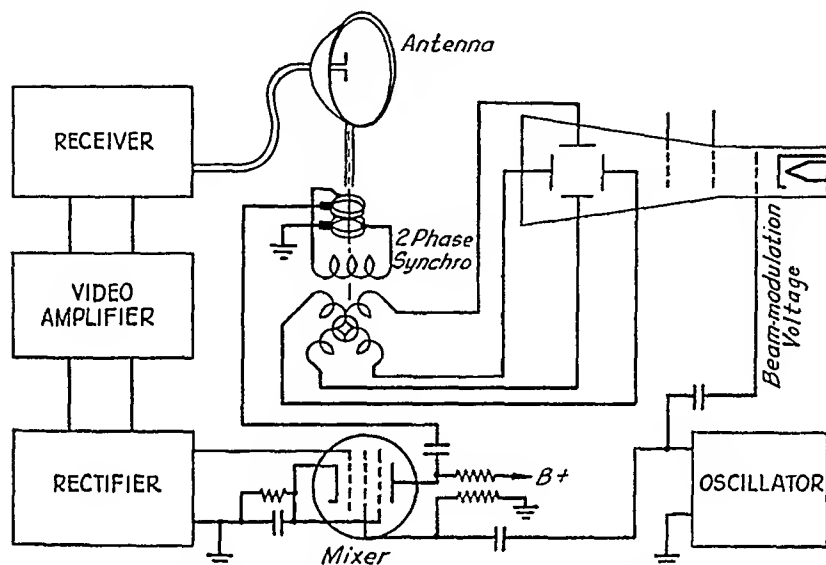 Antenna
RECEIVER
2 Phase
Synchro
VIDEO
AMPLIFIER
Beam-modulation
Voltage
RECTIFIER
B+
OSCILLATOR
Mixer